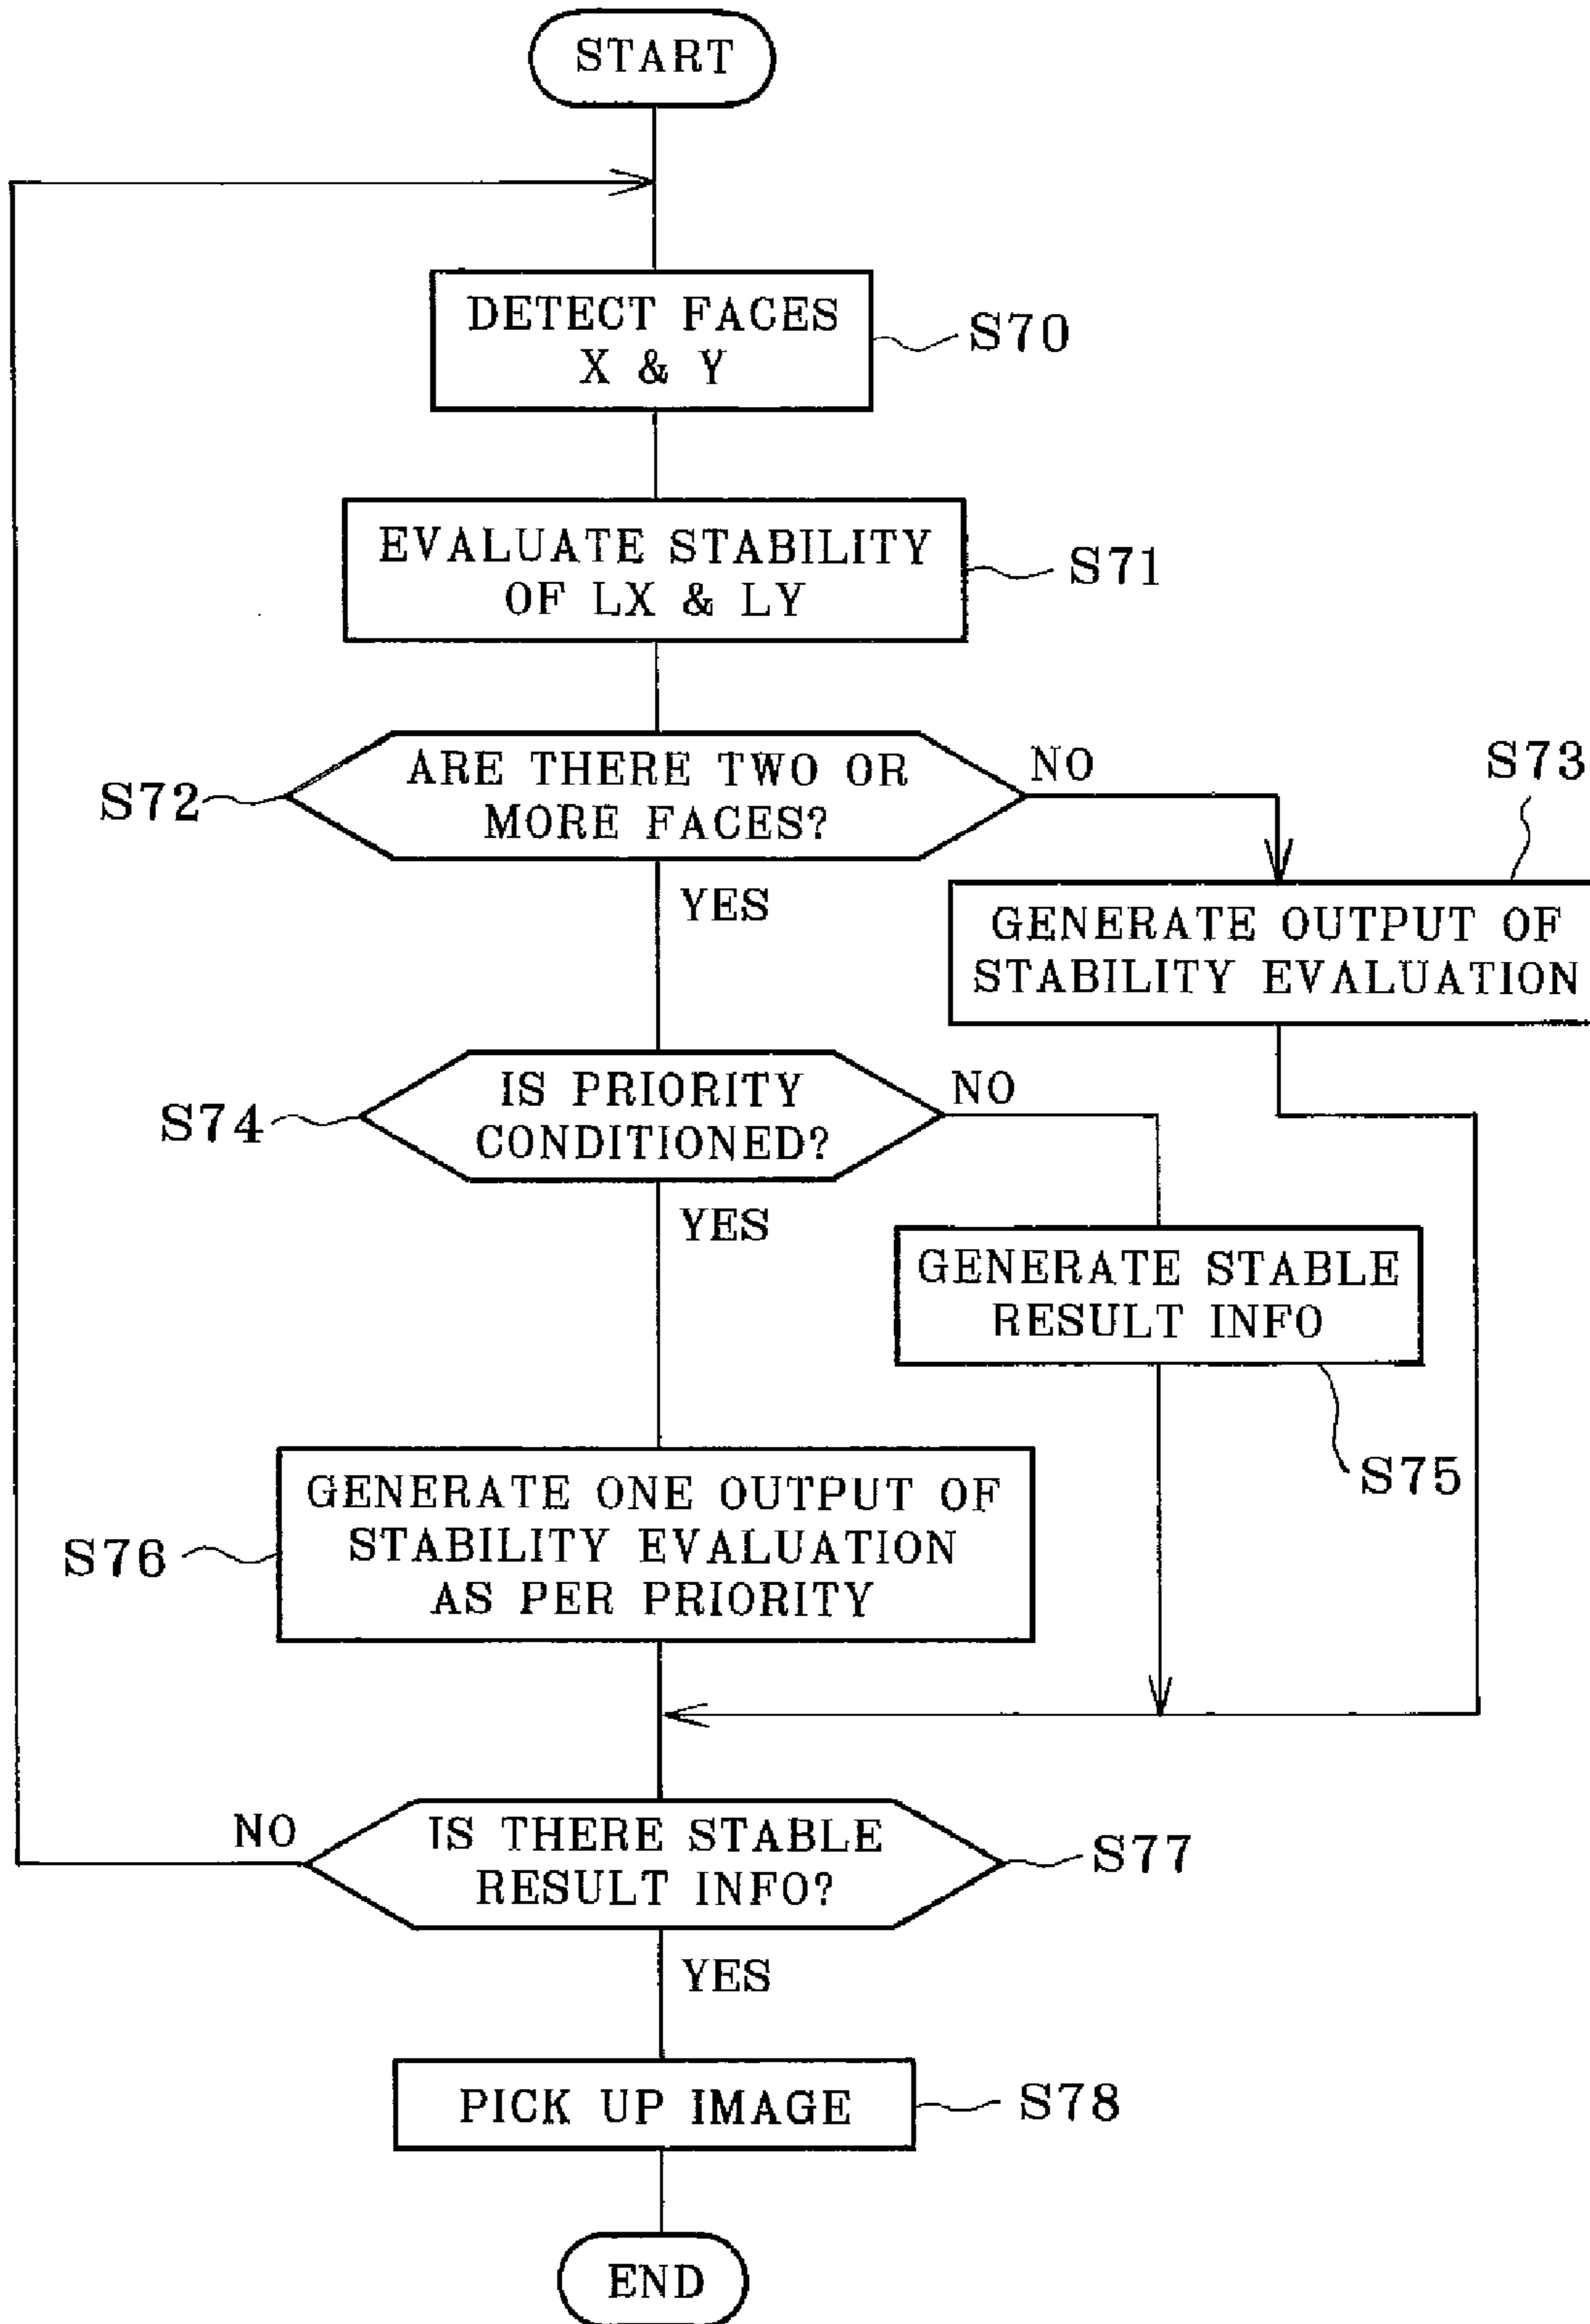 START
DETECT FACES
X & Y
S70
EVALUATE STABILITY
OF LX & LY
S71
ARE THERE TWO OR
MORE FACES?
S72
NO
YES
S73
GENERATE OUTPUT OF
STABILITY EVALUATION
IS PRIORITY
CONDITIONED?
S74
NO
YES
GENERATE STABLE
RESULT INFO
S75
GENERATE ONE OUTPUT OF
STABILITY EVALUATION
AS PER PRIORITY
S76
IS THERE STABLE
RESULT INFO?
NO
S77
YES
PICK UP IMAGE
S78
END